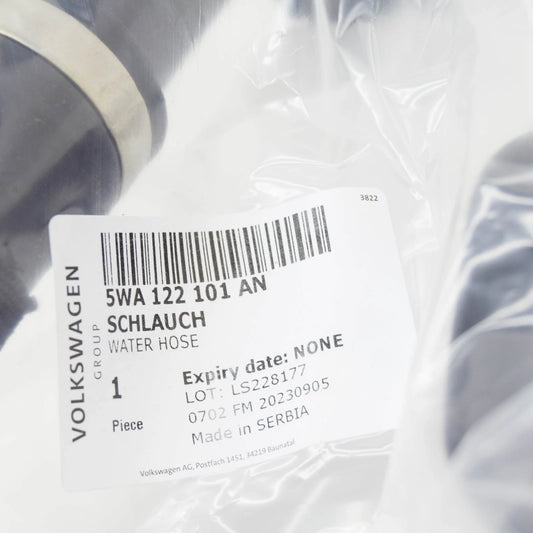 3822
VOLKSWAGEN
GROUP
5WA 122 101 AN
SCHLAUCH
WATER HOSE
1
Piece
Expiry date: NONE
LOT: LS228177
0702 FM 20230905
Made in SERBIA
Volkswagen AG, Postfach 1451, 34219 Baunatal